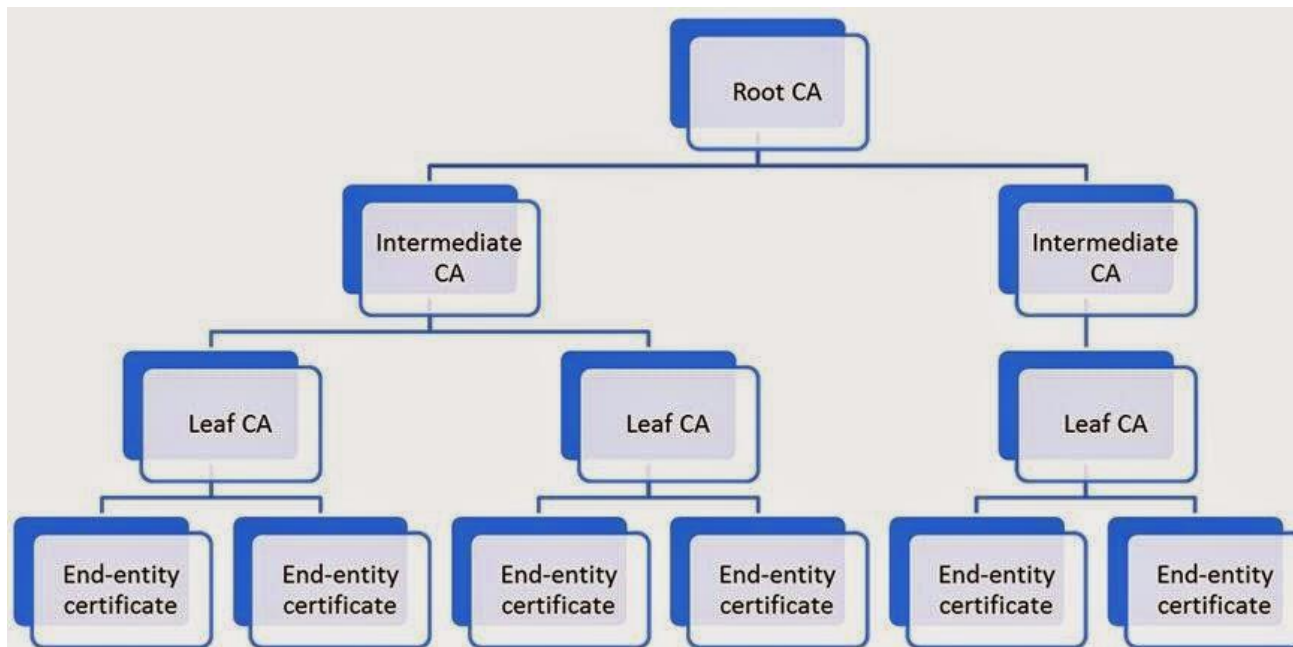 Root CA
Intermediate
CA
Intermediate
CA
Leaf CA
Leaf CA
Leaf CA
End-entity
certificate
End-entity
certificate
End-entity
certificate
End-entity
certificate
End-entity
certificate
End-entity
certificate